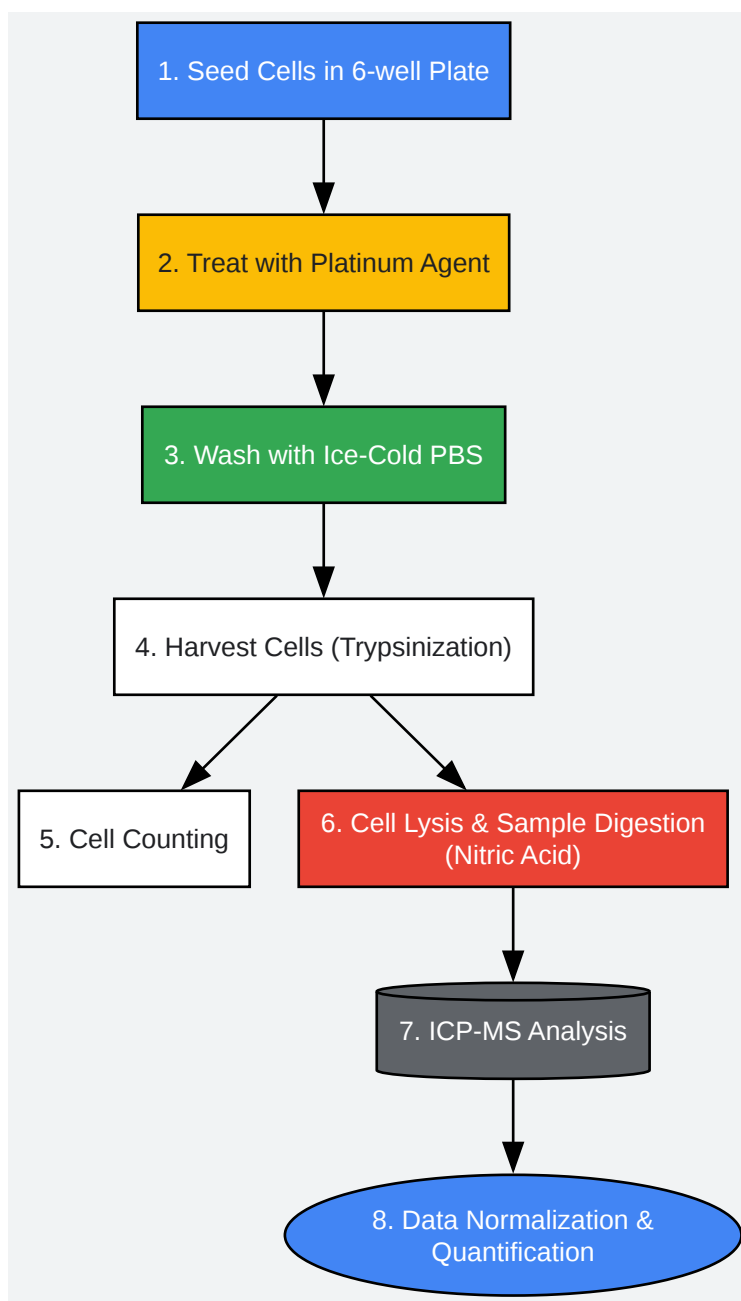 1. Seed Cells in 6-well Plate
2. Treat with Platinum Agent
3. Wash with Ice-Cold PBS
4. Harvest Cells (Trypsinization)
5. Cell Counting
6. Cell Lysis & Sample Digestion
(Nitric Acid)
7. ICP-MS Analysis
8. Data Normalization &
Quantification